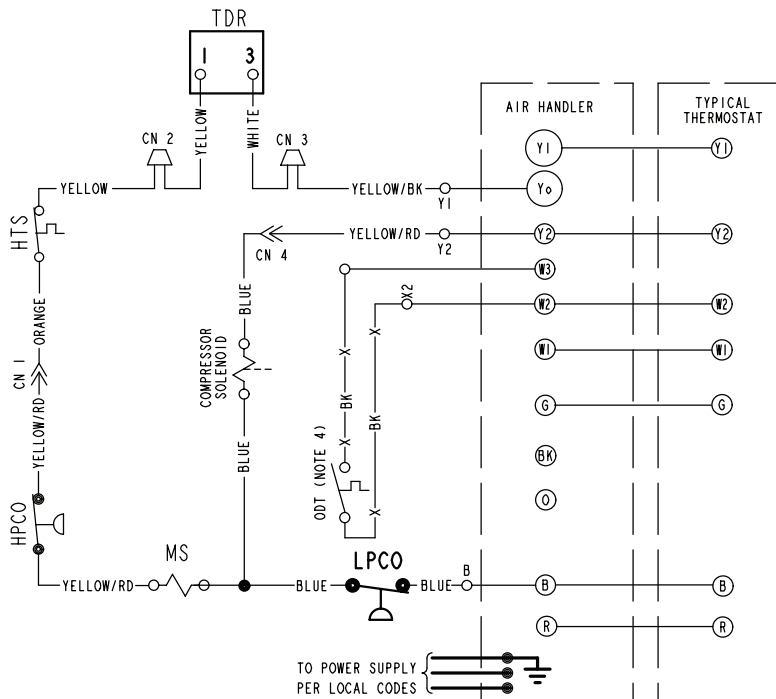 TDR
1 3
AIR HANDLER
TYPICAL
THERMOSTAT
YELLOW
WHITE
CN 2
CN 3
Y1
Y1
YELLOW
YELLOW/BK
Y1
Yo
HTS
YELLOW/RD
Y2
Y2
Y2
CN 4
W3
BLUE
X2
W2
W2
ORANGE
X
X
COMPRESSOR
SOLENOID
W1
W1
CN 1
BK
BK
G
G
YELLOW/RD
BLUE
X
ODT (NOTE 4)
BK
O
X
HPCO
MS
LPCO
YELLOW/RD
BLUE
BLUE
B
B
B
R
R
TO POWER SUPPLY
PER LOCAL CODES